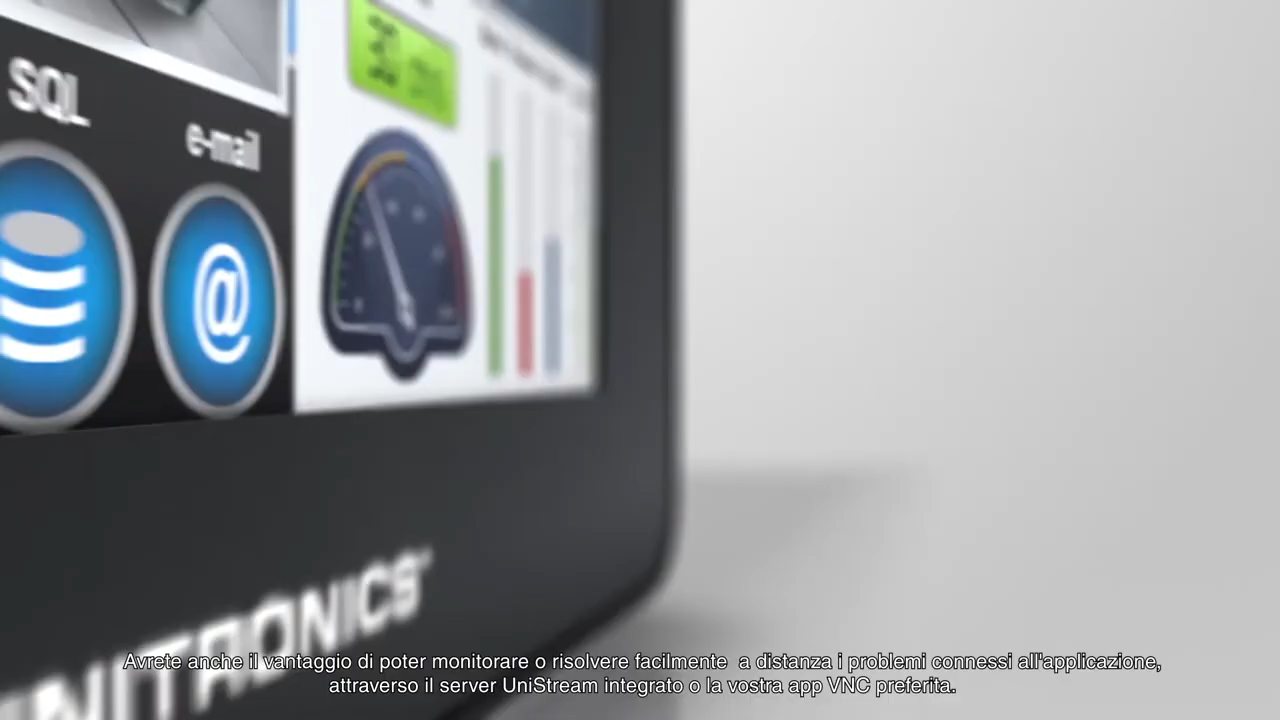 SQL
e-mail
@
UNITRONICS
Avrete anche il vantaggio di poter monitorare o risolvere facilmente  a distanza i problemi connessi all'applicazione,
attraverso il server UniStream integrato o la vostra app VNC preferita.